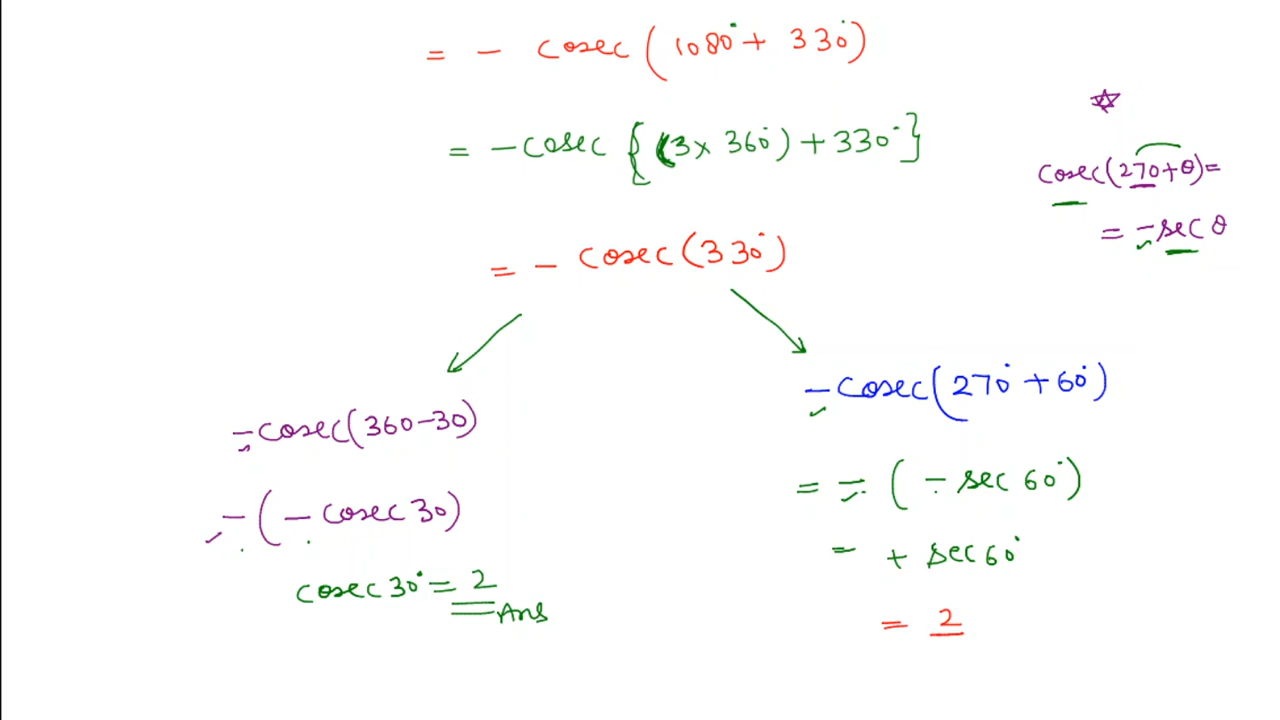 = - cosec (1080° + 330°)
= -cosec {(3 × 360°) + 330°}
cosec(270+θ)=
= -sec θ
= - cosec (330°)
-cosec(360-30)
-(-cosec 30)
cosec 30° = 2 Ans
-cosec(270° + 60°)
= -(-sec 60°)
= + sec 60°
= 2